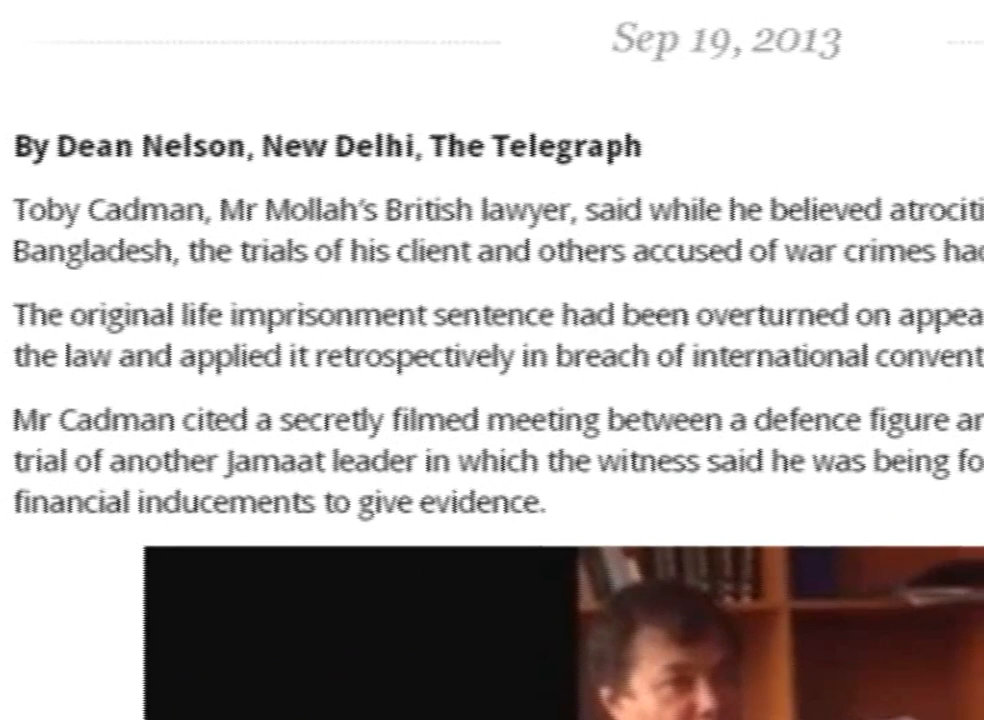 Sep 19, 2013
By Dean Nelson, New Delhi, The Telegraph
Toby Cadman, Mr Mollah's British lawyer, said while he believed
Bangladesh, the trials of his client and others accused of war crimes
The original life imprisonment sentence had been overturned on
the law and applied it retrospectively in breach of international
Mr Cadman cited a secretly filmed meeting between a defence figure
trial of another Jamaat leader in which the witness said he was being
financial inducements to give evidence.